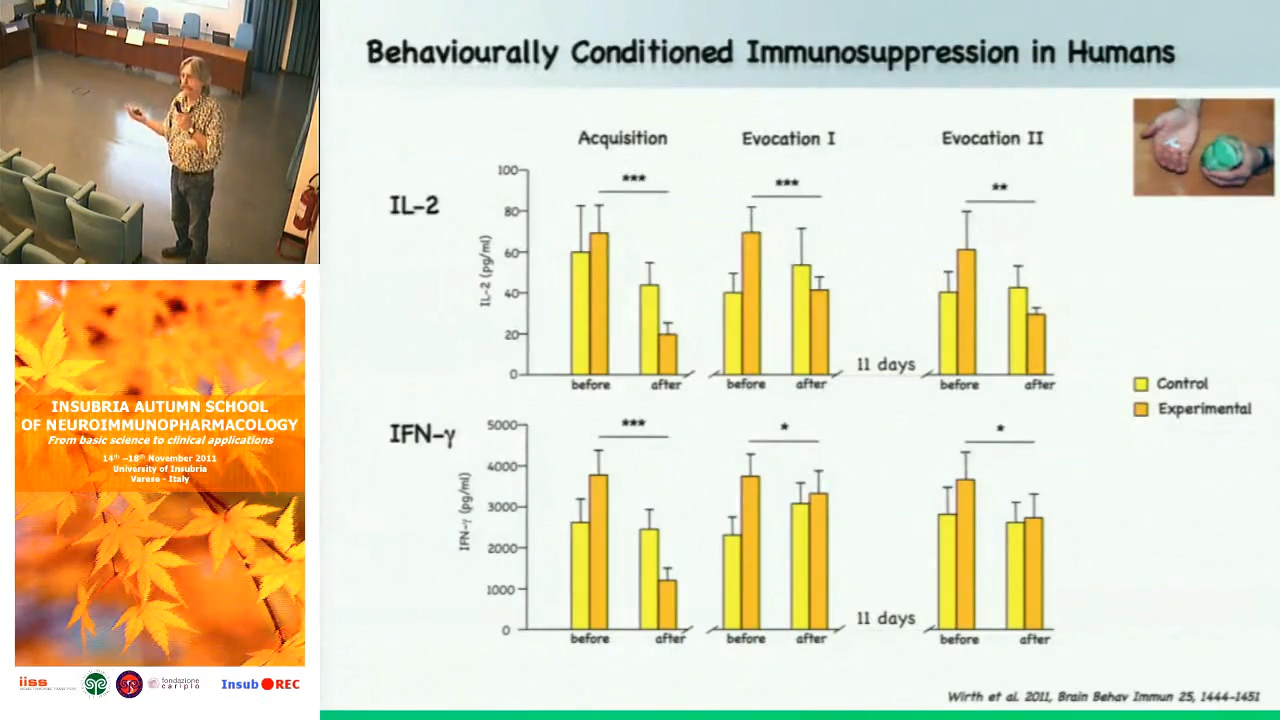 Behaviourally Conditioned Immunosuppression in Humans
Acquisition
Evocation I
Evocation II
IL-2
IL-2 (pg/ml)
100
80
60
40
20
0
***
***
**
before
after
before
after
11 days
before
after
Control
Experimental
IFN-γ
IFN-γ (pg/ml)
5000
4000
3000
2000
1000
0
***
*
*
before
after
before
after
11 days
before
after
Wirth et al. 2011, Brain Behav Immun 25, 1444-1451
INSUBRIA AUTUMN SCHOOL
OF NEUROIMMUNOPHARMACOLOGY
From basic science to clinical applications
14th –18th November 2011
University of Insubria
Varese - Italy
iiss
fondazione
cariplo
Insub REC